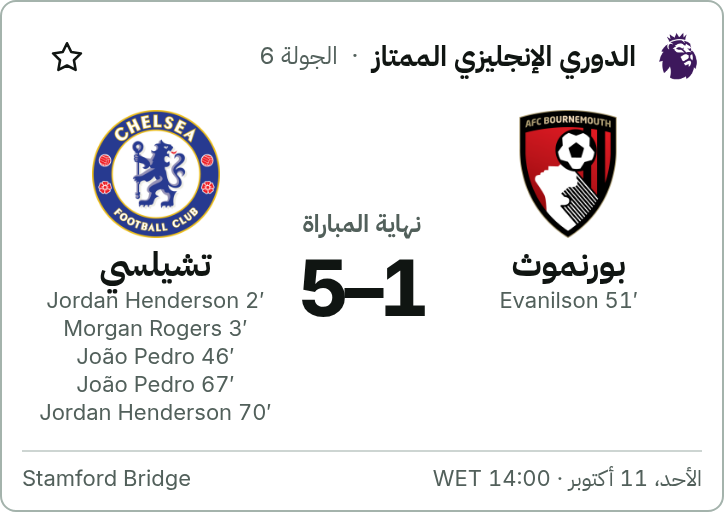 الدوري الإنجليزي الممتاز · الجولة 6
AFC BOURNEMOUTH
بورنموث
Evanilson 51′
نهاية المباراة
5–1
CHELSEA
FOOTBALL CLUB
تشيلسي
Jordan Henderson 2′
Morgan Rogers 3′
João Pedro 46′
João Pedro 67′
Jordan Henderson 70′
الأحد، 11 أكتوبر · 14:00 WET
Stamford Bridge